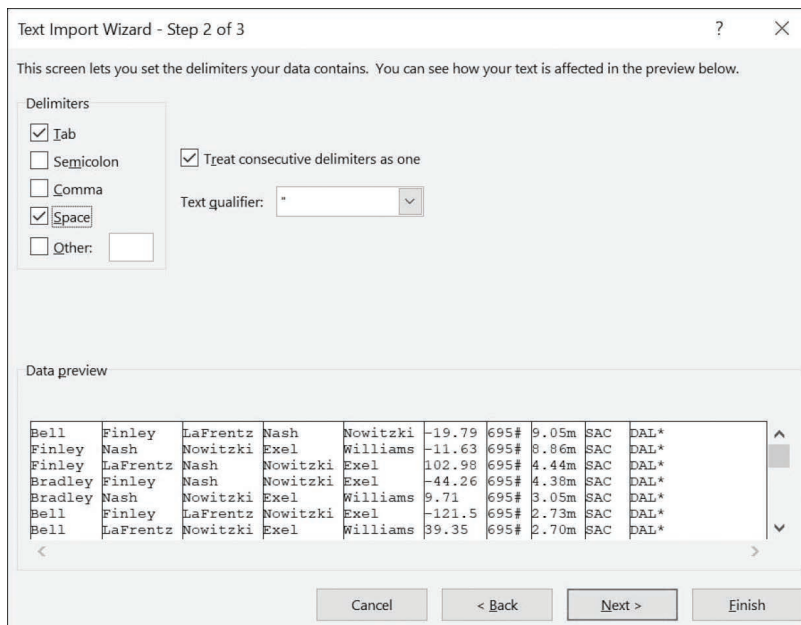 Text Import Wizard - Step 2 of 3
This screen lets you set the delimiters your data contains. You can see how your text is affected in the preview below.
Delimiters
Tab
Semicolon
Comma
Space
Other:
Treat consecutive delimiters as one
Text qualifier: "
Data preview
Bell Finley LaFrentz Nash Nowitzki -19.79 695# 9.05m SAC DAL*
Finley Nash Nowitzki Exel Williams -11.63 695# 8.86m SAC DAL*
Finley LaFrentz Nash Nowitzki Exel 102.98 695# 4.44m SAC DAL*
Bradley Finley Nash Nowitzki Exel -44.26 695# 4.38m SAC DAL*
Bradley Nash Nowitzki Exel Williams 9.71 695# 3.05m SAC DAL*
Bell Finley LaFrentz Nowitzki Exel -121.5 695# 2.73m SAC DAL*
Bell LaFrentz Nowitzki Exel Williams 39.35 695# 2.70m SAC DAL*
Cancel < Back Next > Finish